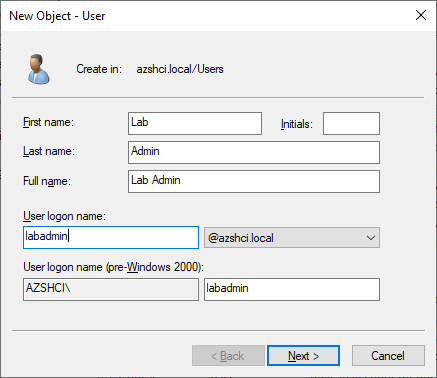 New Object - User
Create in: azshci.local/Users
First name: Lab Initials:
Last name: Admin
Full name: Lab Admin
User logon name:
labadmin @azshci.local
User logon name (pre-Windows 2000):
AZSHCI\ labadmin
< Back Next > Cancel